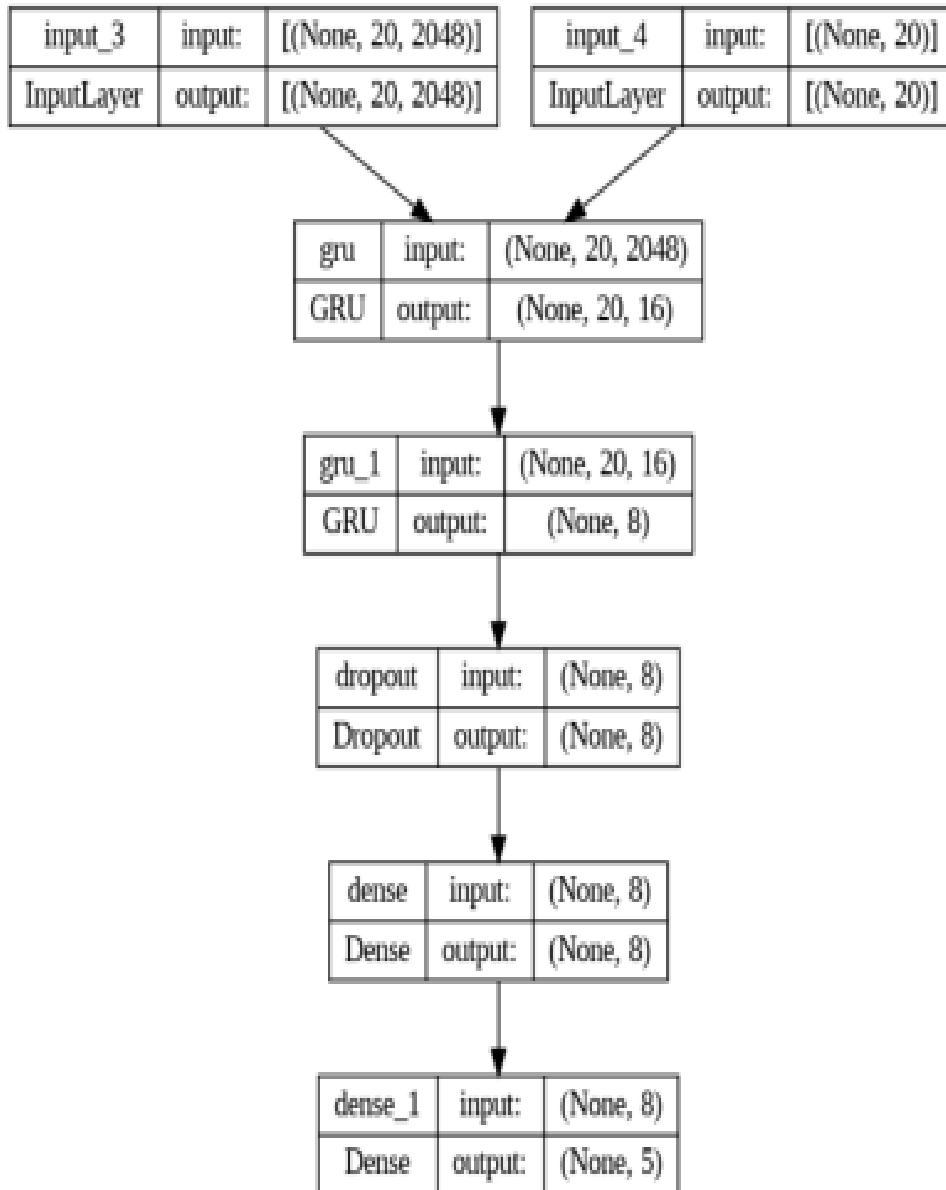 input_3 input: [(None, 20, 2048)] input_4 input: [(None, 20)]
InputLayer output: [(None, 20, 2048)] InputLayer output: [(None, 20)]
gru input: (None, 20, 2048)
GRU output: (None, 20, 16)
gru_1 input: (None, 20, 16)
GRU output: (None, 8)
dropout input: (None, 8)
Dropout output: (None, 8)
dense input: (None, 8)
Dense output: (None, 8)
dense_1 input: (None, 8)
Dense output: (None, 5)